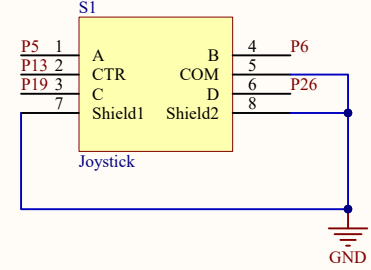 S1
P5 1 A B 4 P6
P13 2 CTR COM 5
P19 3 C D 6 P26
7 Shield1 Shield2 8
Joystick
GND